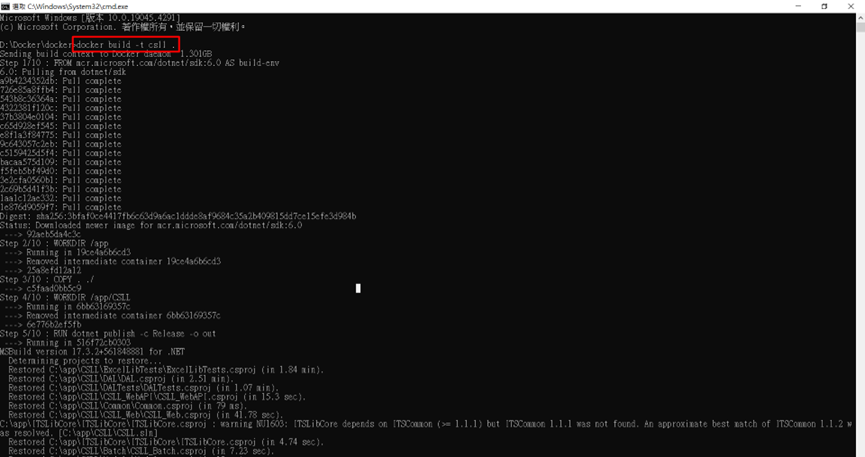 選取 C:\Windows\System32\cmd.exe
Microsoft Windows [版本 10.0.19045.4291]
(c) Microsoft Corporation. 著作權所有，並保留一切權利。
D:\Docker\docker>docker build -t csll .
Sending build context to Docker daemon  1.301GB
Step 1/10 : FROM mcr.microsoft.com/dotnet/sdk:6.0 AS build-env
6.0: Pulling from dotnet/sdk
a9b4234352db: Pull complete
726e85a8ffb4: Pull complete
543b8c36364a: Pull complete
4322381f120c: Pull complete
37b3804e0104: Pull complete
c65d928ef545: Pull complete
e8f1a3f84775: Pull complete
9c643057c2eb: Pull complete
c5159425d5f4: Pull complete
bacaa575d109: Pull complete
f5feb5bf49d0: Pull complete
3e2cfa0560b1: Pull complete
2c69b5d41f3b: Pull complete
1aa1c12ae332: Pull complete
1e876d9059f7: Pull complete
Digest: sha256:3bfaf0ce4417fb6c63d9a6ac1ddde8af9684c35a2b409815dd7ce15efe3d984b
Status: Downloaded newer image for mcr.microsoft.com/dotnet/sdk:6.0
 ---> 92aeb5da4c3c
Step 2/10 : WORKDIR /app
 ---> Running in 19ce4a6b6cd3
 ---> Removed intermediate container 19ce4a6b6cd3
 ---> 25a8efd12a12
Step 3/10 : COPY . ./
 ---> c5faad0bb5c9
Step 4/10 : WORKDIR /app/CSLL
 ---> Running in 6bb63169357c
 ---> Removed intermediate container 6bb63169357c
 ---> 6e776b2ef5fb
Step 5/10 : RUN dotnet publish -c Release -o out
 ---> Running in 516f72cb0303
MSBuild version 17.3.2+561848881 for .NET
  Determining projects to restore...
  Restored C:\app\CSLL\ExcelLibTests\ExcelLibTests.csproj (in 1.84 min).
  Restored C:\app\CSLL\DAL\DAL.csproj (in 2.51 min).
  Restored C:\app\CSLL\DALTests\DALTests.csproj (in 1.07 min).
  Restored C:\app\CSLL\CSLL_WebAPI\CSLL_WebAPI.csproj (in 15.3 sec).
  Restored C:\app\CSLL\Common\Common.csproj (in 79 ms).
  Restored C:\app\CSLL\CSLL_Web\CSLL_Web.csproj (in 41.78 sec).
C:\app\ITSLibCore\ITSLibCore\ITSLibCore.csproj : warning NU1603: ITSLibCore depends on ITSCommon (>= 1.1.1) but ITSCommon 1.1.1 was not found. An approximate best match of ITSCommon 1.1.2 w
as resolved. [C:\app\CSLL\CSLL.sln]
  Restored C:\app\ITSLibCore\ITSLibCore\ITSLibCore.csproj (in 4.74 sec).
  Restored C:\app\CSLL\Batch\CSLL_Batch.csproj (in 7.23 sec).